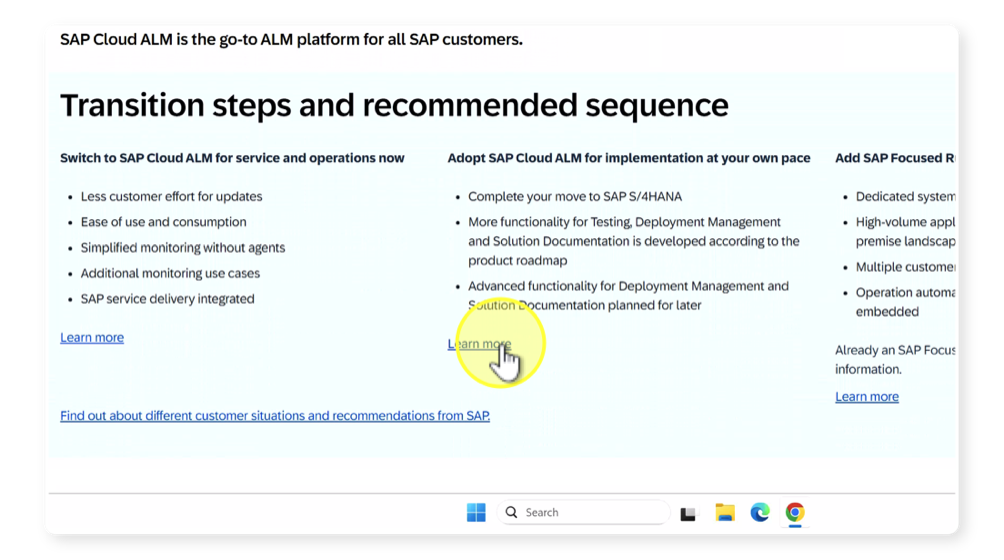 SAP Cloud ALM is the go-to ALM platform for all SAP customers.
Transition steps and recommended sequence
Switch to SAP Cloud ALM for service and operations now
• Less customer effort for updates
• Ease of use and consumption
• Simplified monitoring without agents
• Additional monitoring use cases
• SAP service delivery integrated
Learn more
Adopt SAP Cloud ALM for implementation at your own pace
• Complete your move to SAP S/4HANA
• More functionality for Testing, Deployment Management
and Solution Documentation is developed according to the
product roadmap
• Advanced functionality for Deployment Management and
Solution Documentation planned for later
Learn more
Add SAP Focused
• Dedicated system
• High-volume
premise
• Multiple
• Operation
embedded
Already an SAP
information.
Learn more
Find out about different customer situations and recommendations from SAP.
Search